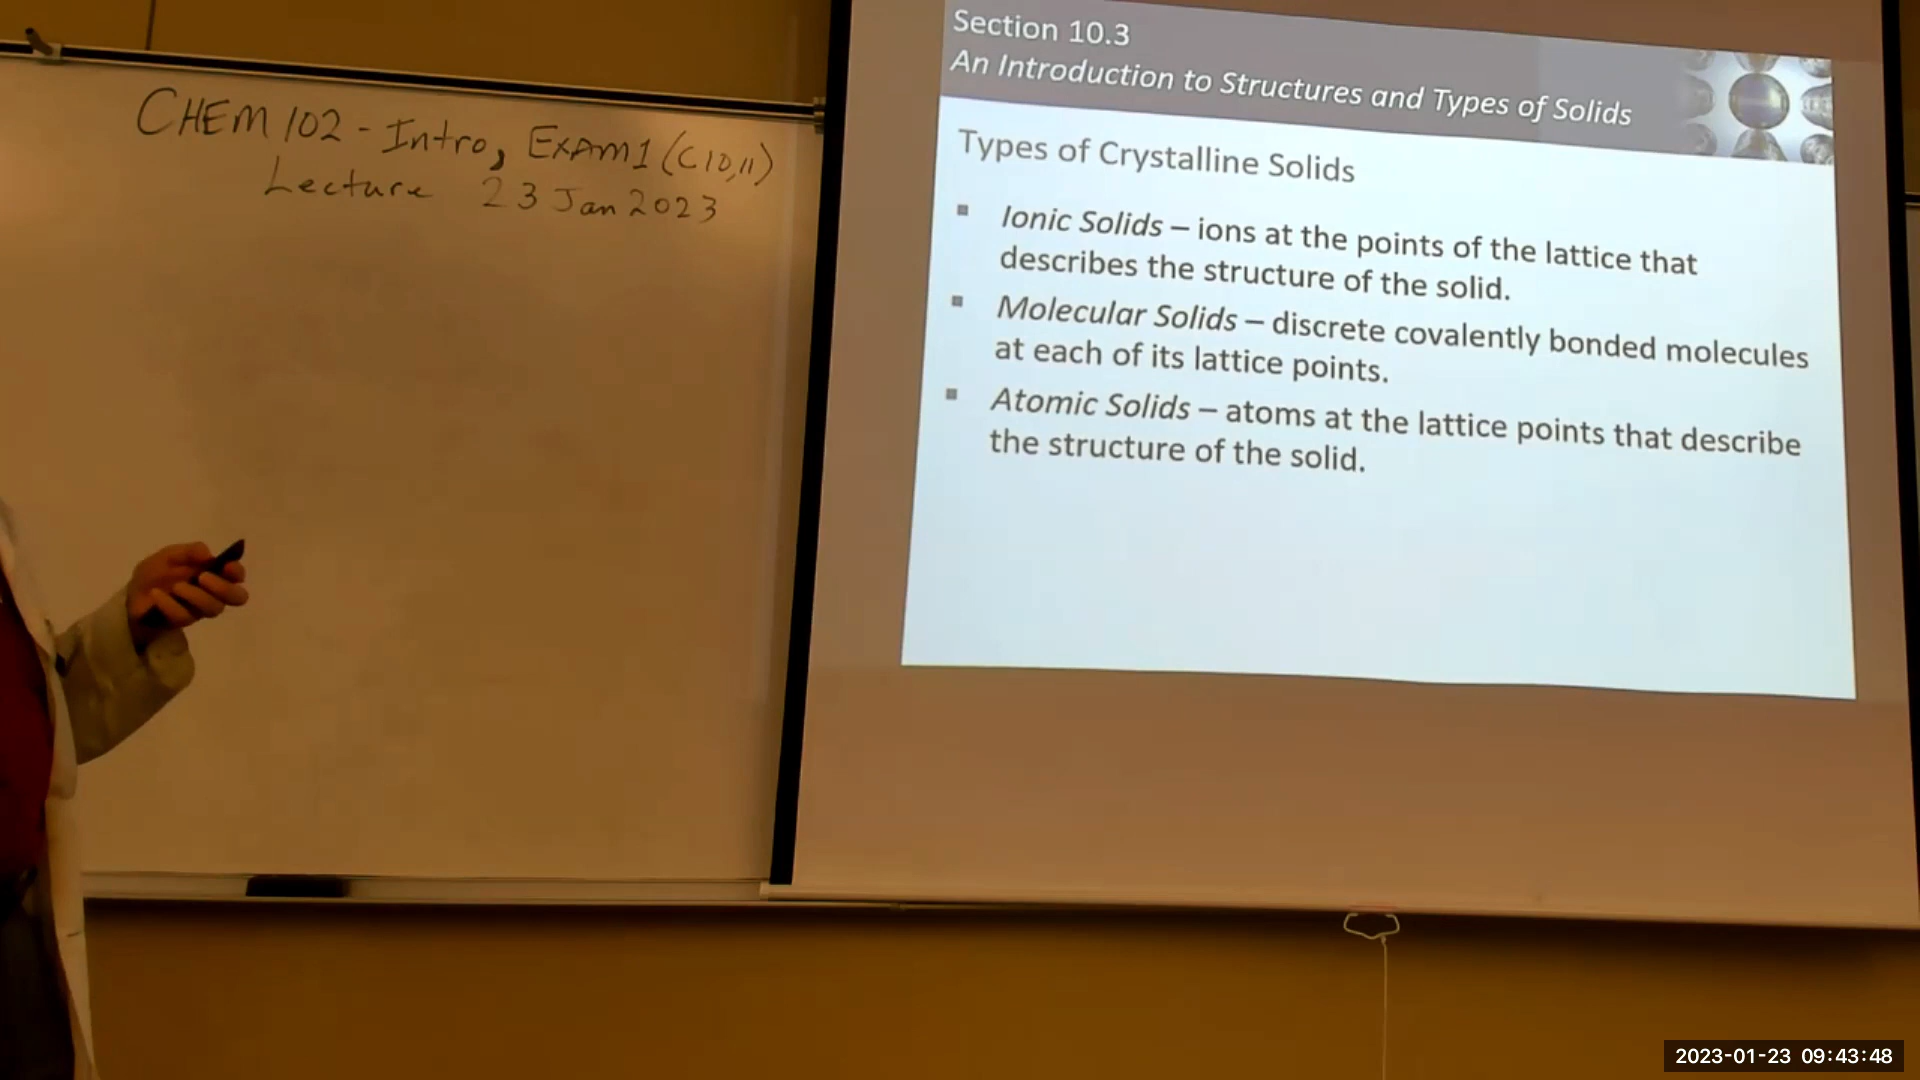 CHEM 102 - Intro, EXAM1 (C10,11)
Lecture 23 Jan 2023
Section 10.3
An Introduction to Structures and Types of Solids
Types of Crystalline Solids
▪ Ionic Solids – ions at the points of the lattice that
describes the structure of the solid.
▪ Molecular Solids – discrete covalently bonded molecules
at each of its lattice points.
▪ Atomic Solids – atoms at the lattice points that describe
the structure of the solid.
2023-01-23 09:43:48